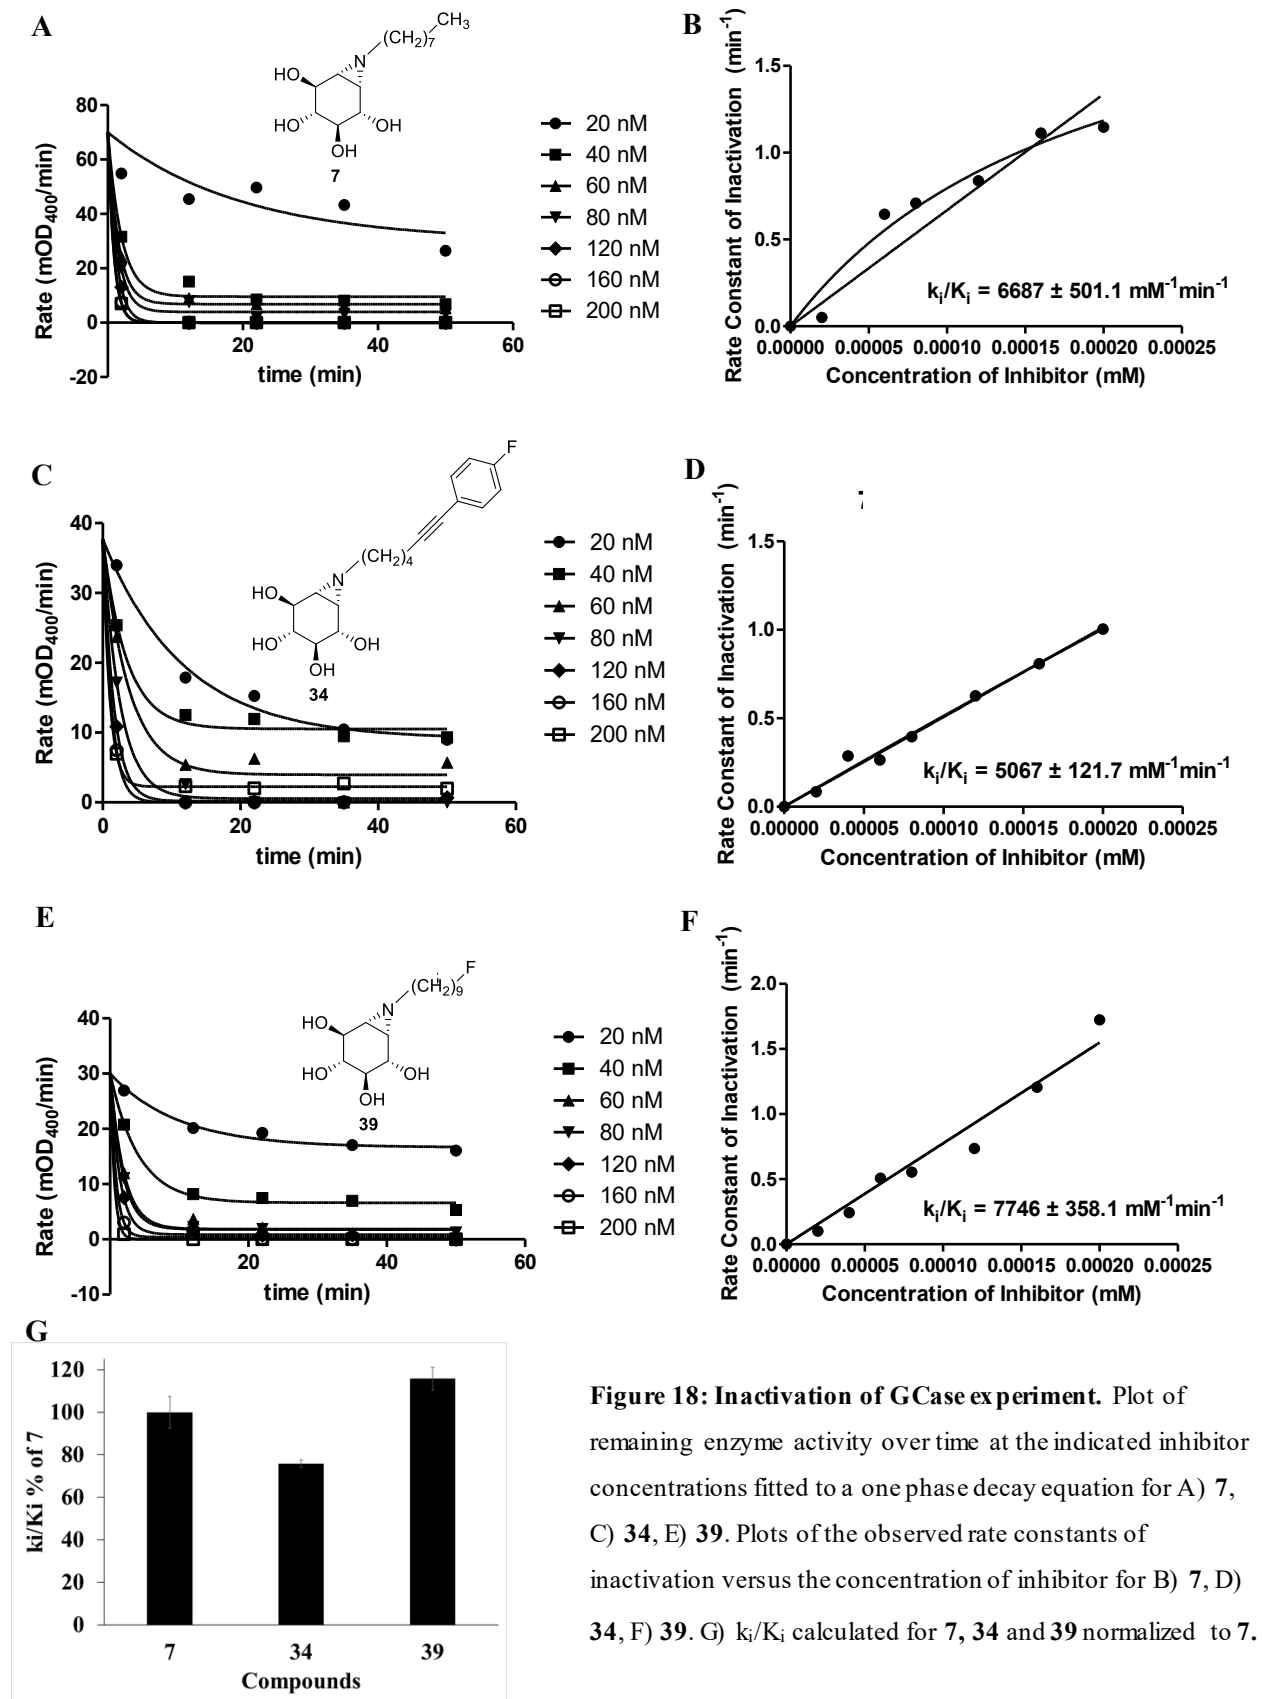 A
CH3
(CH2)7
N
HO
HO
OH
OH
7
80
60
40
20
0
-20
20
40
60
Rate (mOD400/min)
time (min)
20 nM
40 nM
60 nM
80 nM
120 nM
160 nM
200 nM
B
1.5
1.0
0.5
0.0
0.00000 0.00005 0.00010 0.00015 0.00020 0.00025
Rate Constant of Inactivation (min-1)
Concentration of Inhibitor (mM)
ki/Ki = 6687 ± 501.1 mM-1min-1
C
F
(CH2)4
N
HO
HO
OH
OH
34
40
30
20
10
0
0
20
40
60
Rate (mOD400/min)
time (min)
20 nM
40 nM
60 nM
80 nM
120 nM
160 nM
200 nM
D
1.5
1.0
0.5
0.0
0.00000 0.00005 0.00010 0.00015 0.00020 0.00025
Rate Constant of Inactivation (min-1)
Concentration of Inhibitor (mM)
ki/Ki = 5067 ± 121.7 mM-1min-1
E
F
(CH2)9
N
HO
HO
OH
OH
39
40
30
20
10
0
-10
20
40
60
Rate (mOD400/min)
time (min)
20 nM
40 nM
60 nM
80 nM
120 nM
160 nM
200 nM
F
2.0
1.5
1.0
0.5
0.0
0.00000 0.00005 0.00010 0.00015 0.00020 0.00025
Rate Constant of Inactivation (min-1)
Concentration of Inhibitor (mM)
ki/Ki = 7746 ± 358.1 mM-1min-1
G
120
100
80
60
40
20
0
ki/Ki % of 7
7
34
39
Compounds
Figure 18: Inactivation of GCase experiment. Plot of
remaining enzyme activity over time at the indicated inhibitor
concentrations fitted to a one phase decay equation for A) 7,
C) 34, E) 39. Plots of the observed rate constants of
inactivation versus the concentration of inhibitor for B) 7, D)
34, F) 39. G) ki/Ki calculated for 7, 34 and 39 normalized to 7.